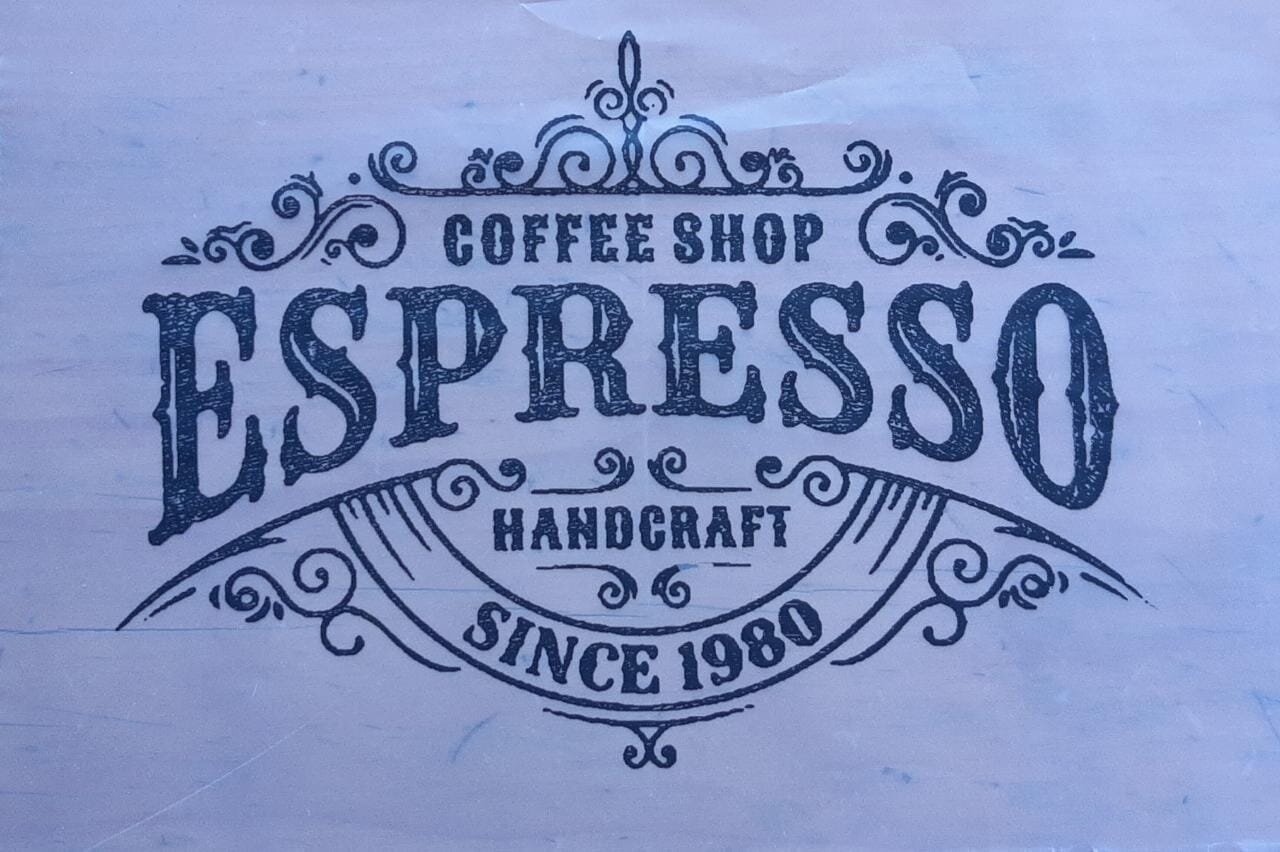 COFFEE SHOP
ESPRESSO
HANDCRAFT
SINCE 1980